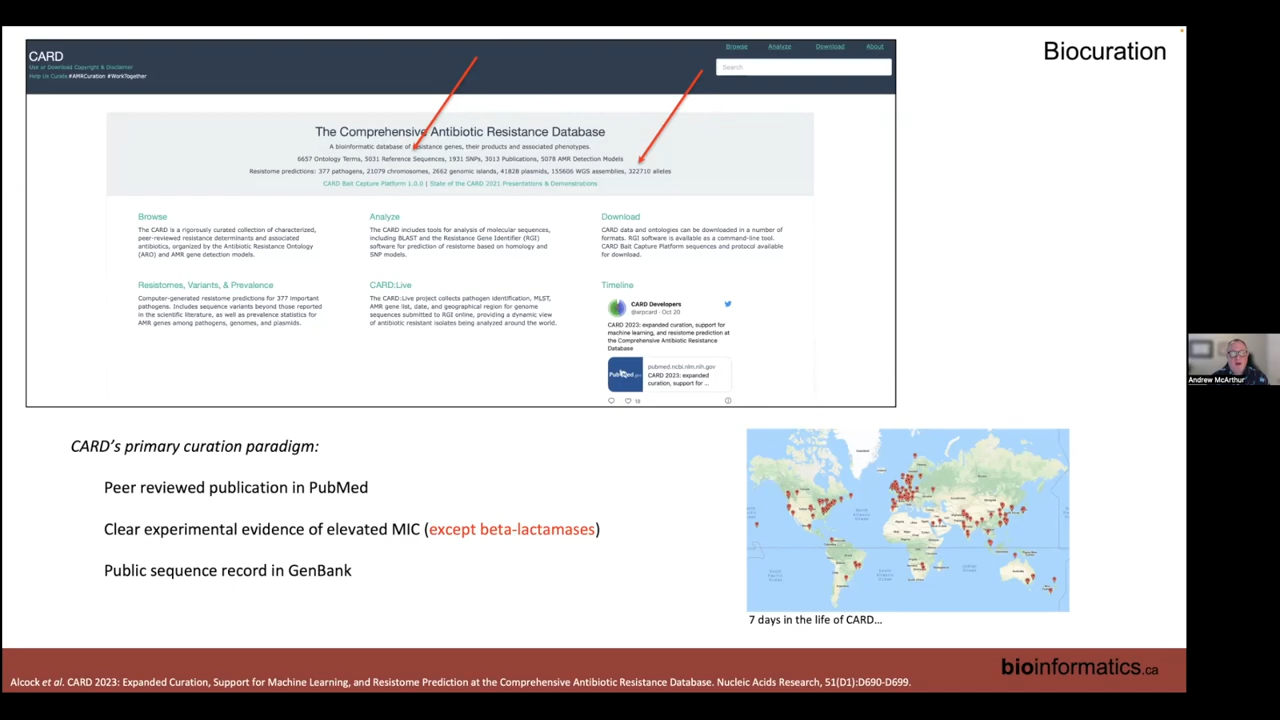 Biocuration
CARD
Use or Download Copyright & Disclaimer
Help Us Curate #AMRCuration #WorkTogether
Browse
Analyze
Download
About
Search
The Comprehensive Antibiotic Resistance Database
A bioinformatic database of resistance genes, their products and associated phenotypes.
6657 Ontology Terms, 5031 Reference Sequences, 1931 SNPs, 3013 Publications, 5078 AMR Detection Models
Resistome predictions: 377 pathogens, 21079 chromosomes, 2662 genomic islands, 41828 plasmids, 155606 WGS assemblies, 322710 alleles
CARD Bait Capture Platform 1.0.0 | State of the CARD 2021 Presentations & Demonstrations
Browse
The CARD is a rigorously curated collection of characterized,
peer-reviewed resistance determinants and associated
antibiotics, organized by the Antibiotic Resistance Ontology
(ARO) and AMR gene detection models.
Analyze
The CARD includes tools for analysis of molecular sequences,
including BLAST and the Resistance Gene Identifier (RGI)
software for prediction of resistome based on homology and
SNP models.
Download
CARD data and ontologies can be downloaded in a number of
formats. RGI software is available as a command-line tool.
CARD Bait Capture Platform sequences and protocol available
for download.
Resistomes, Variants, & Prevalence
Computer-generated resistome predictions for 377 important
pathogens. Includes sequence variants beyond those reported
in the scientific literature, as well as prevalence statistics for
AMR genes among pathogens, genomes, and plasmids.
CARD:Live
The CARD:Live project collects pathogen identification, MLST,
AMR gene list, date, and geographical region for genome
sequences submitted to RGI online, providing a dynamic view
of antibiotic resistant isolates being analyzed around the world.
Timeline
CARD Developers
@arpcard · Oct 20
CARD 2023: expanded curation, support for
machine learning, and resistome prediction at
the Comprehensive Antibiotic Resistance
Database
PubMed.gov
pubmed.ncbi.nlm.nih.gov
CARD 2023: expanded
curation, support for ...
Andrew McArthur
CARD's primary curation paradigm:
Peer reviewed publication in PubMed
Clear experimental evidence of elevated MIC (except beta-lactamases)
Public sequence record in GenBank
7 days in the life of CARD…
bioinformatics.ca
Alcock et al. CARD 2023: Expanded Curation, Support for Machine Learning, and Resistome Prediction at the Comprehensive Antibiotic Resistance Database. Nucleic Acids Research, 51(D1):D690-D699.